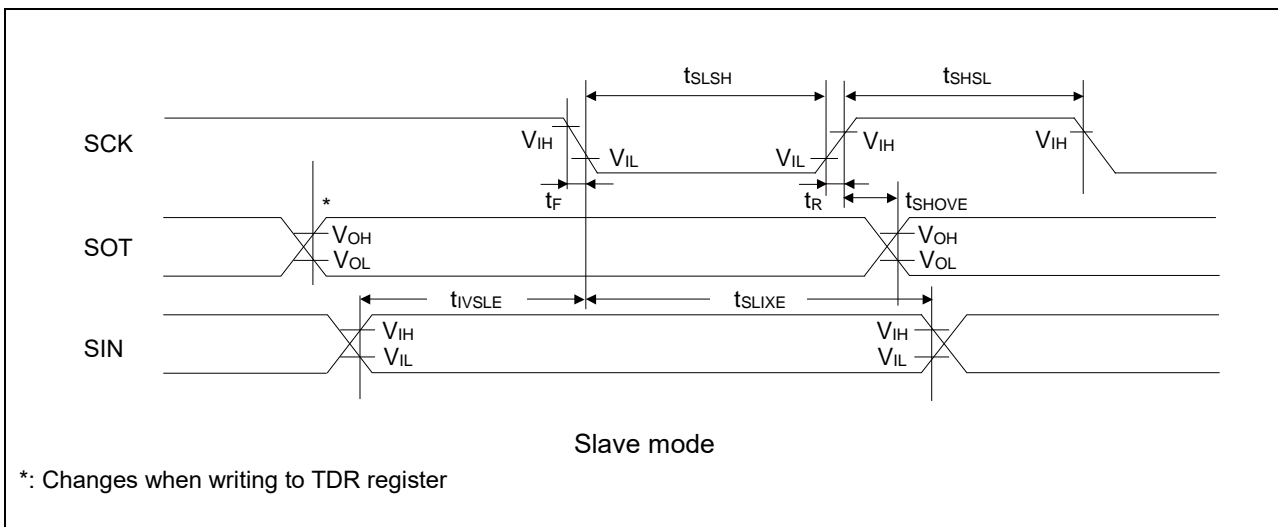 tSLSH tSHSL
SCK VIH VIL VIL VIH VIH
tF tR tSHOVE
*
SOT VOH VOH
VOL VOL
tIVSLE tSLIXE
SIN VIH VIH
VIL VIL
Slave mode
*: Changes when writing to TDR register